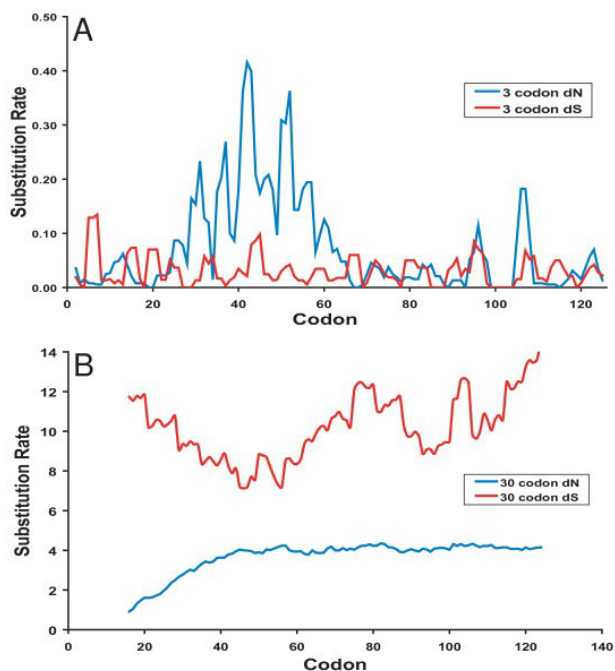 A
0.50
0.40
0.30
0.20
0.10
0.00
Substitution Rate
3 codon dN
3 codon dS
0 20 40 60 80 100 120
Codon
B
14
12
10
8
6
4
2
0
Substitution Rate
30 codon dN
30 codon dS
0 20 40 60 80 100 120 140
Codon